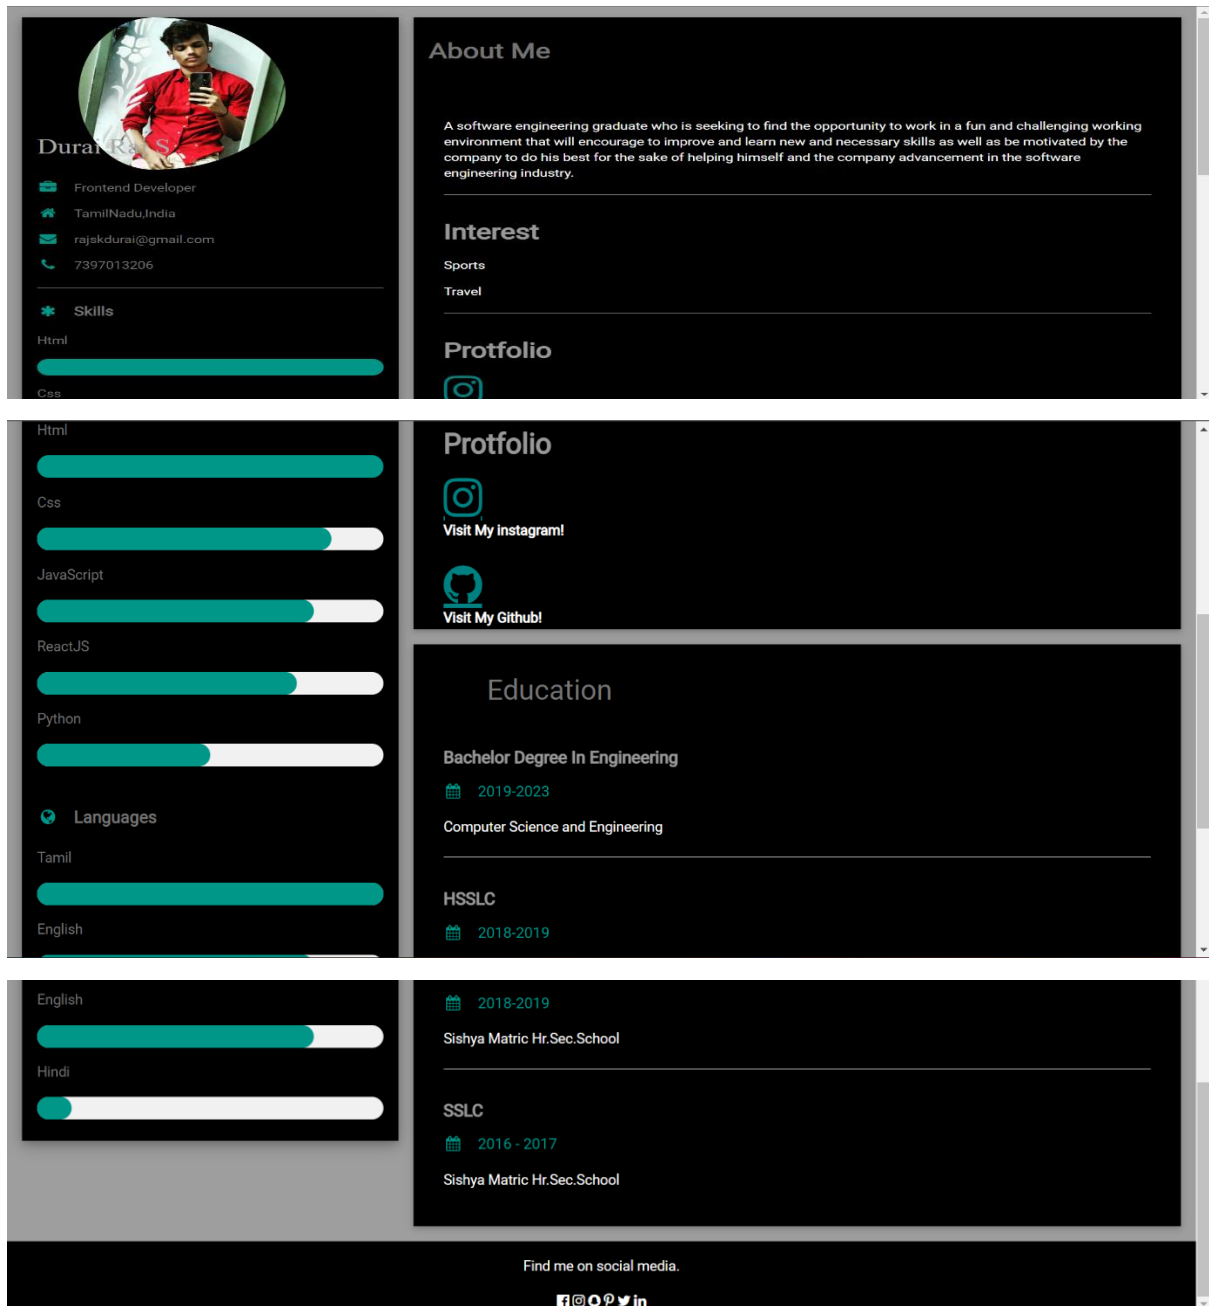 Durai Raj S
Frontend Developer
TamilNadu,India
rajskdurai@gmail.com
7397013206
Skills
Html
Css
About Me
A software engineering graduate who is seeking to find the opportunity to work in a fun and challenging working
environment that will encourage to improve and learn new and necessary skills as well as be motivated by the
company to do his best for the sake of helping himself and the company advancement in the software
engineering industry.
Interest
Sports
Travel
Protfolio
Html
Css
JavaScript
ReactJS
Python
Languages
Tamil
English
Protfolio
Visit My instagram!
Visit My Github!
Education
Bachelor Degree In Engineering
2019-2023
Computer Science and Engineering
HSSLC
2018-2019
English
Hindi
2018-2019
Sishya Matric Hr.Sec.School
SSLC
2016 - 2017
Sishya Matric Hr.Sec.School
Find me on social media.